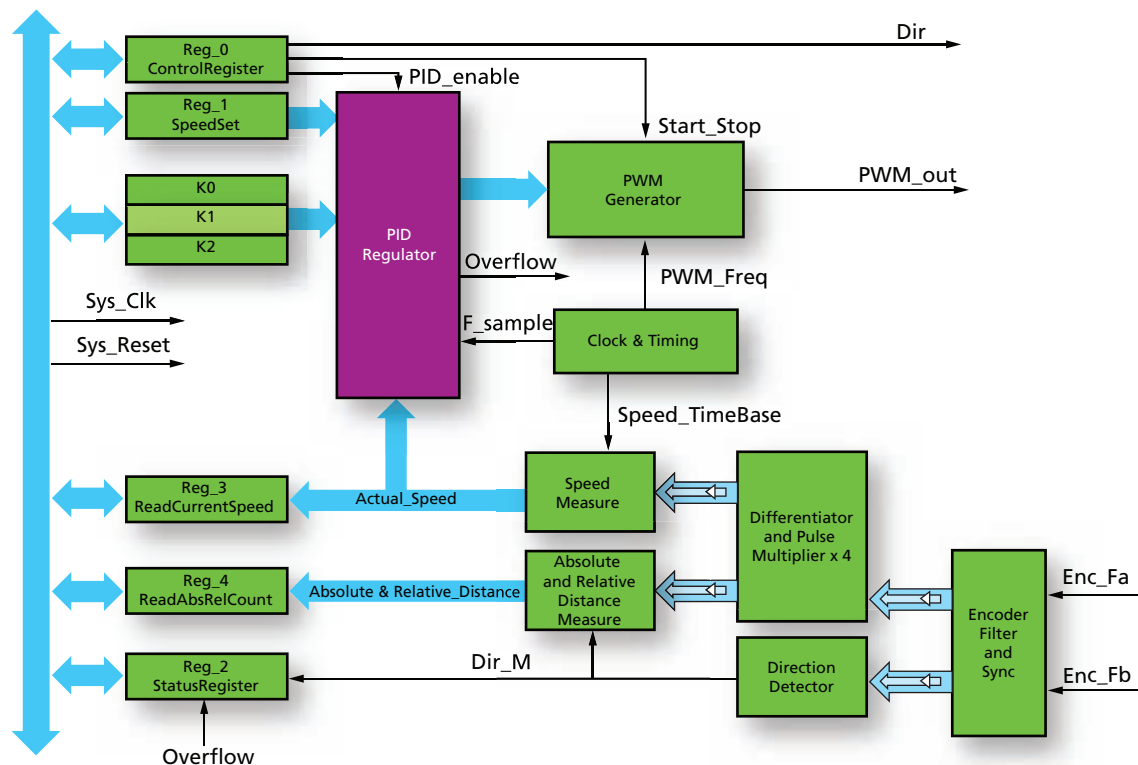 Reg_0
ControlRegister
Dir
PID_enable
Reg_1
SpeedSet
Start_Stop
K0
K1
K2
PID
Regulator
PWM
Generator
PWM_out
Overflow
PWM_Freq
Sys_Clk
F_sample
Clock & Timing
Sys_Reset
Speed_TimeBase
Reg_3
ReadCurrentSpeed
Actual_Speed
Speed
Measure
Differentiator
and Pulse
Multiplier x 4
Reg_4
ReadAbsRelCount
Absolute & Relative_Distance
Absolute
and Relative
Distance
Measure
Encoder
Filter
and
Sync
Enc_Fa
Reg_2
StatusRegister
Dir_M
Direction
Detector
Enc_Fb
Overflow